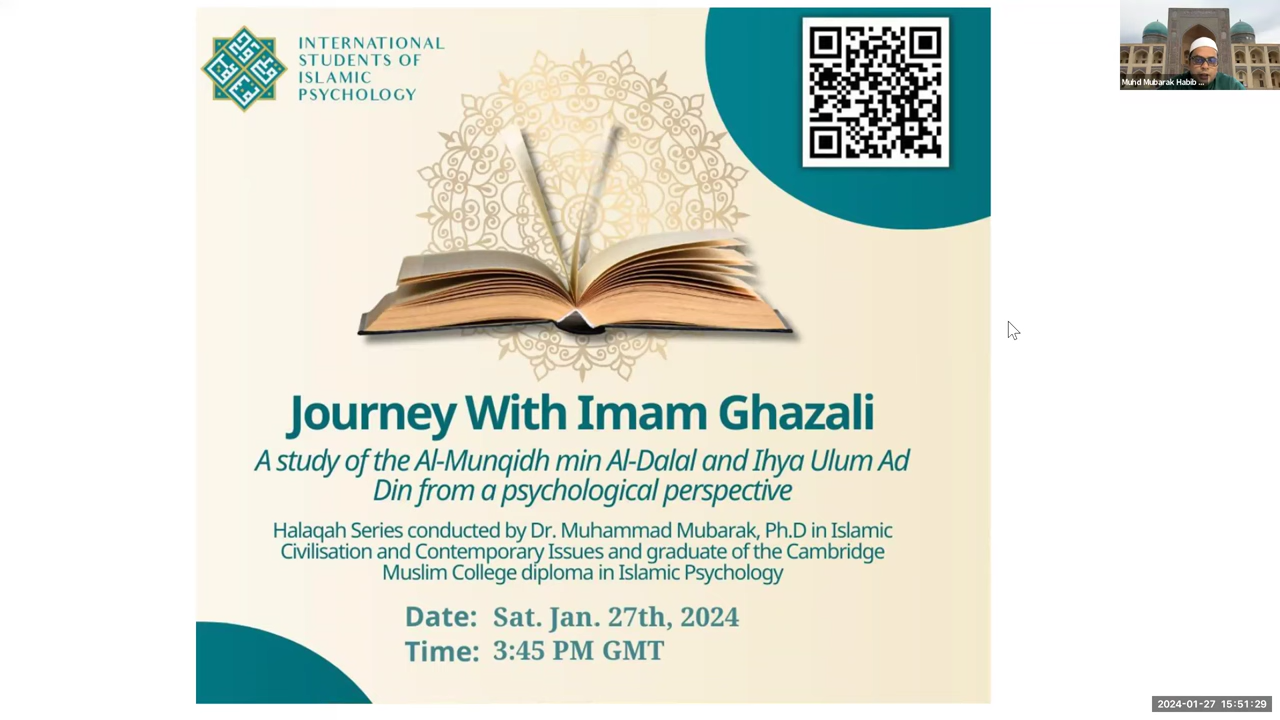 INTERNATIONAL
STUDENTS OF
ISLAMIC
PSYCHOLOGY
Muhd Mubarak Habib ...
Journey With Imam Ghazali
A study of the Al-Munqidh min Al-Dalal and Ihya Ulum Ad
Din from a psychological perspective
Halaqah Series conducted by Dr. Muhammad Mubarak, Ph.D in Islamic
Civilisation and Contemporary Issues and graduate of the Cambridge
Muslim College diploma in Islamic Psychology
Date: Sat. Jan. 27th, 2024
Time: 3:45 PM GMT
2024-01-27 15:51:29